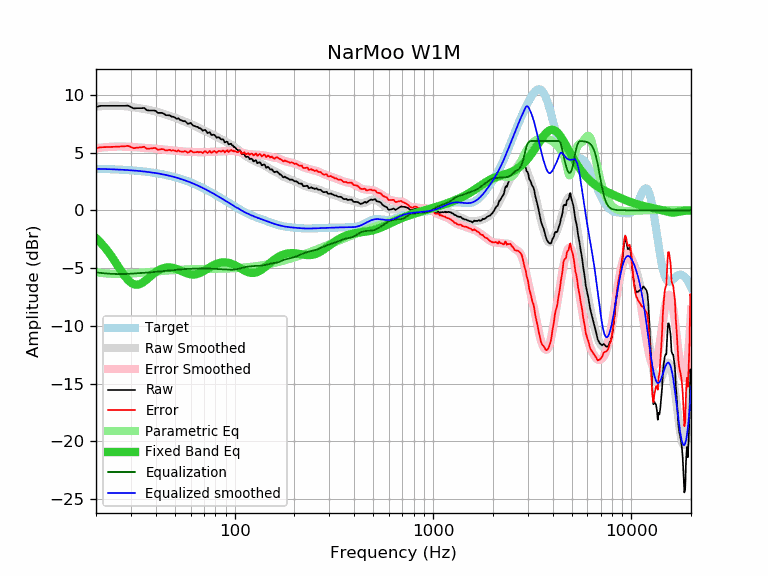 NarMoo W1M
Amplitude (dBr)
10
5
0
−5
−10
−15
−20
−25
Target
Raw Smoothed
Error Smoothed
Raw
Error
Parametric Eq
Fixed Band Eq
Equalization
Equalized smoothed
100
1000
10000
Frequency (Hz)